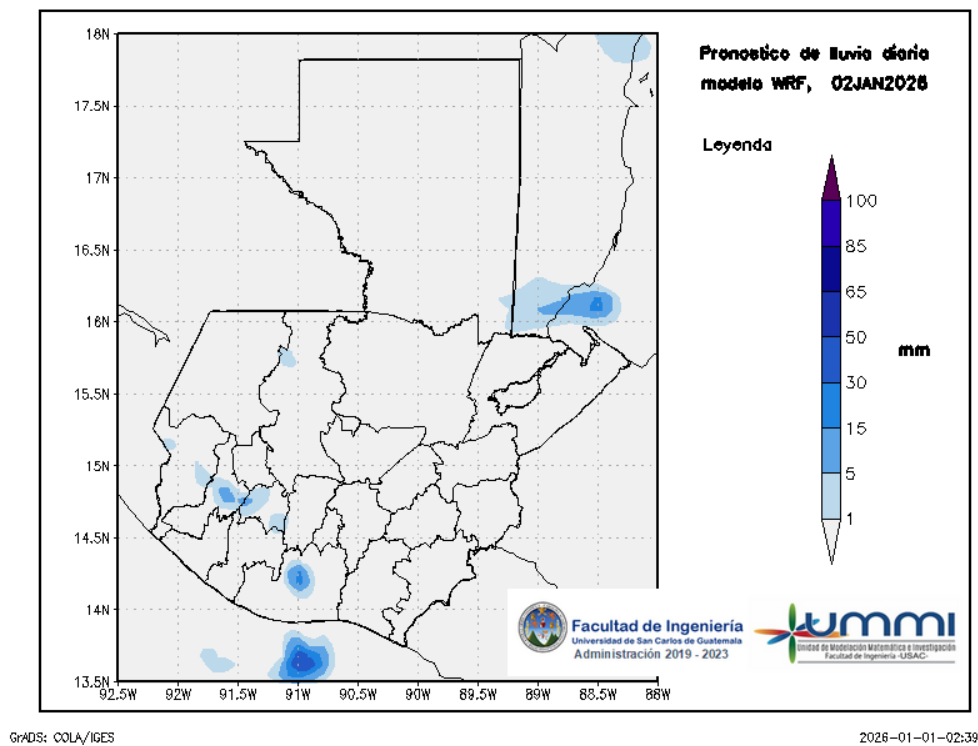 Pronostico de lluvia diaria
modelo WRF, 02JAN2026
Leyenda
100
85
65
50
30
15
5
1
mm
18N
17.5N
17N
16.5N
16N
15.5N
15N
14.5N
14N
13.5N
92.5W
92W
91.5W
91W
90.5W
90W
89.5W
89W
88.5W
88W
Facultad de Ingeniería
Universidad de San Carlos de Guatemala
Administración 2019 - 2023
ummi
Unidad de Modelación Matemática e Investigación
Facultad de Ingeniería -USAC-
GrADS: COLA/IGES
2026-01-01-02:39